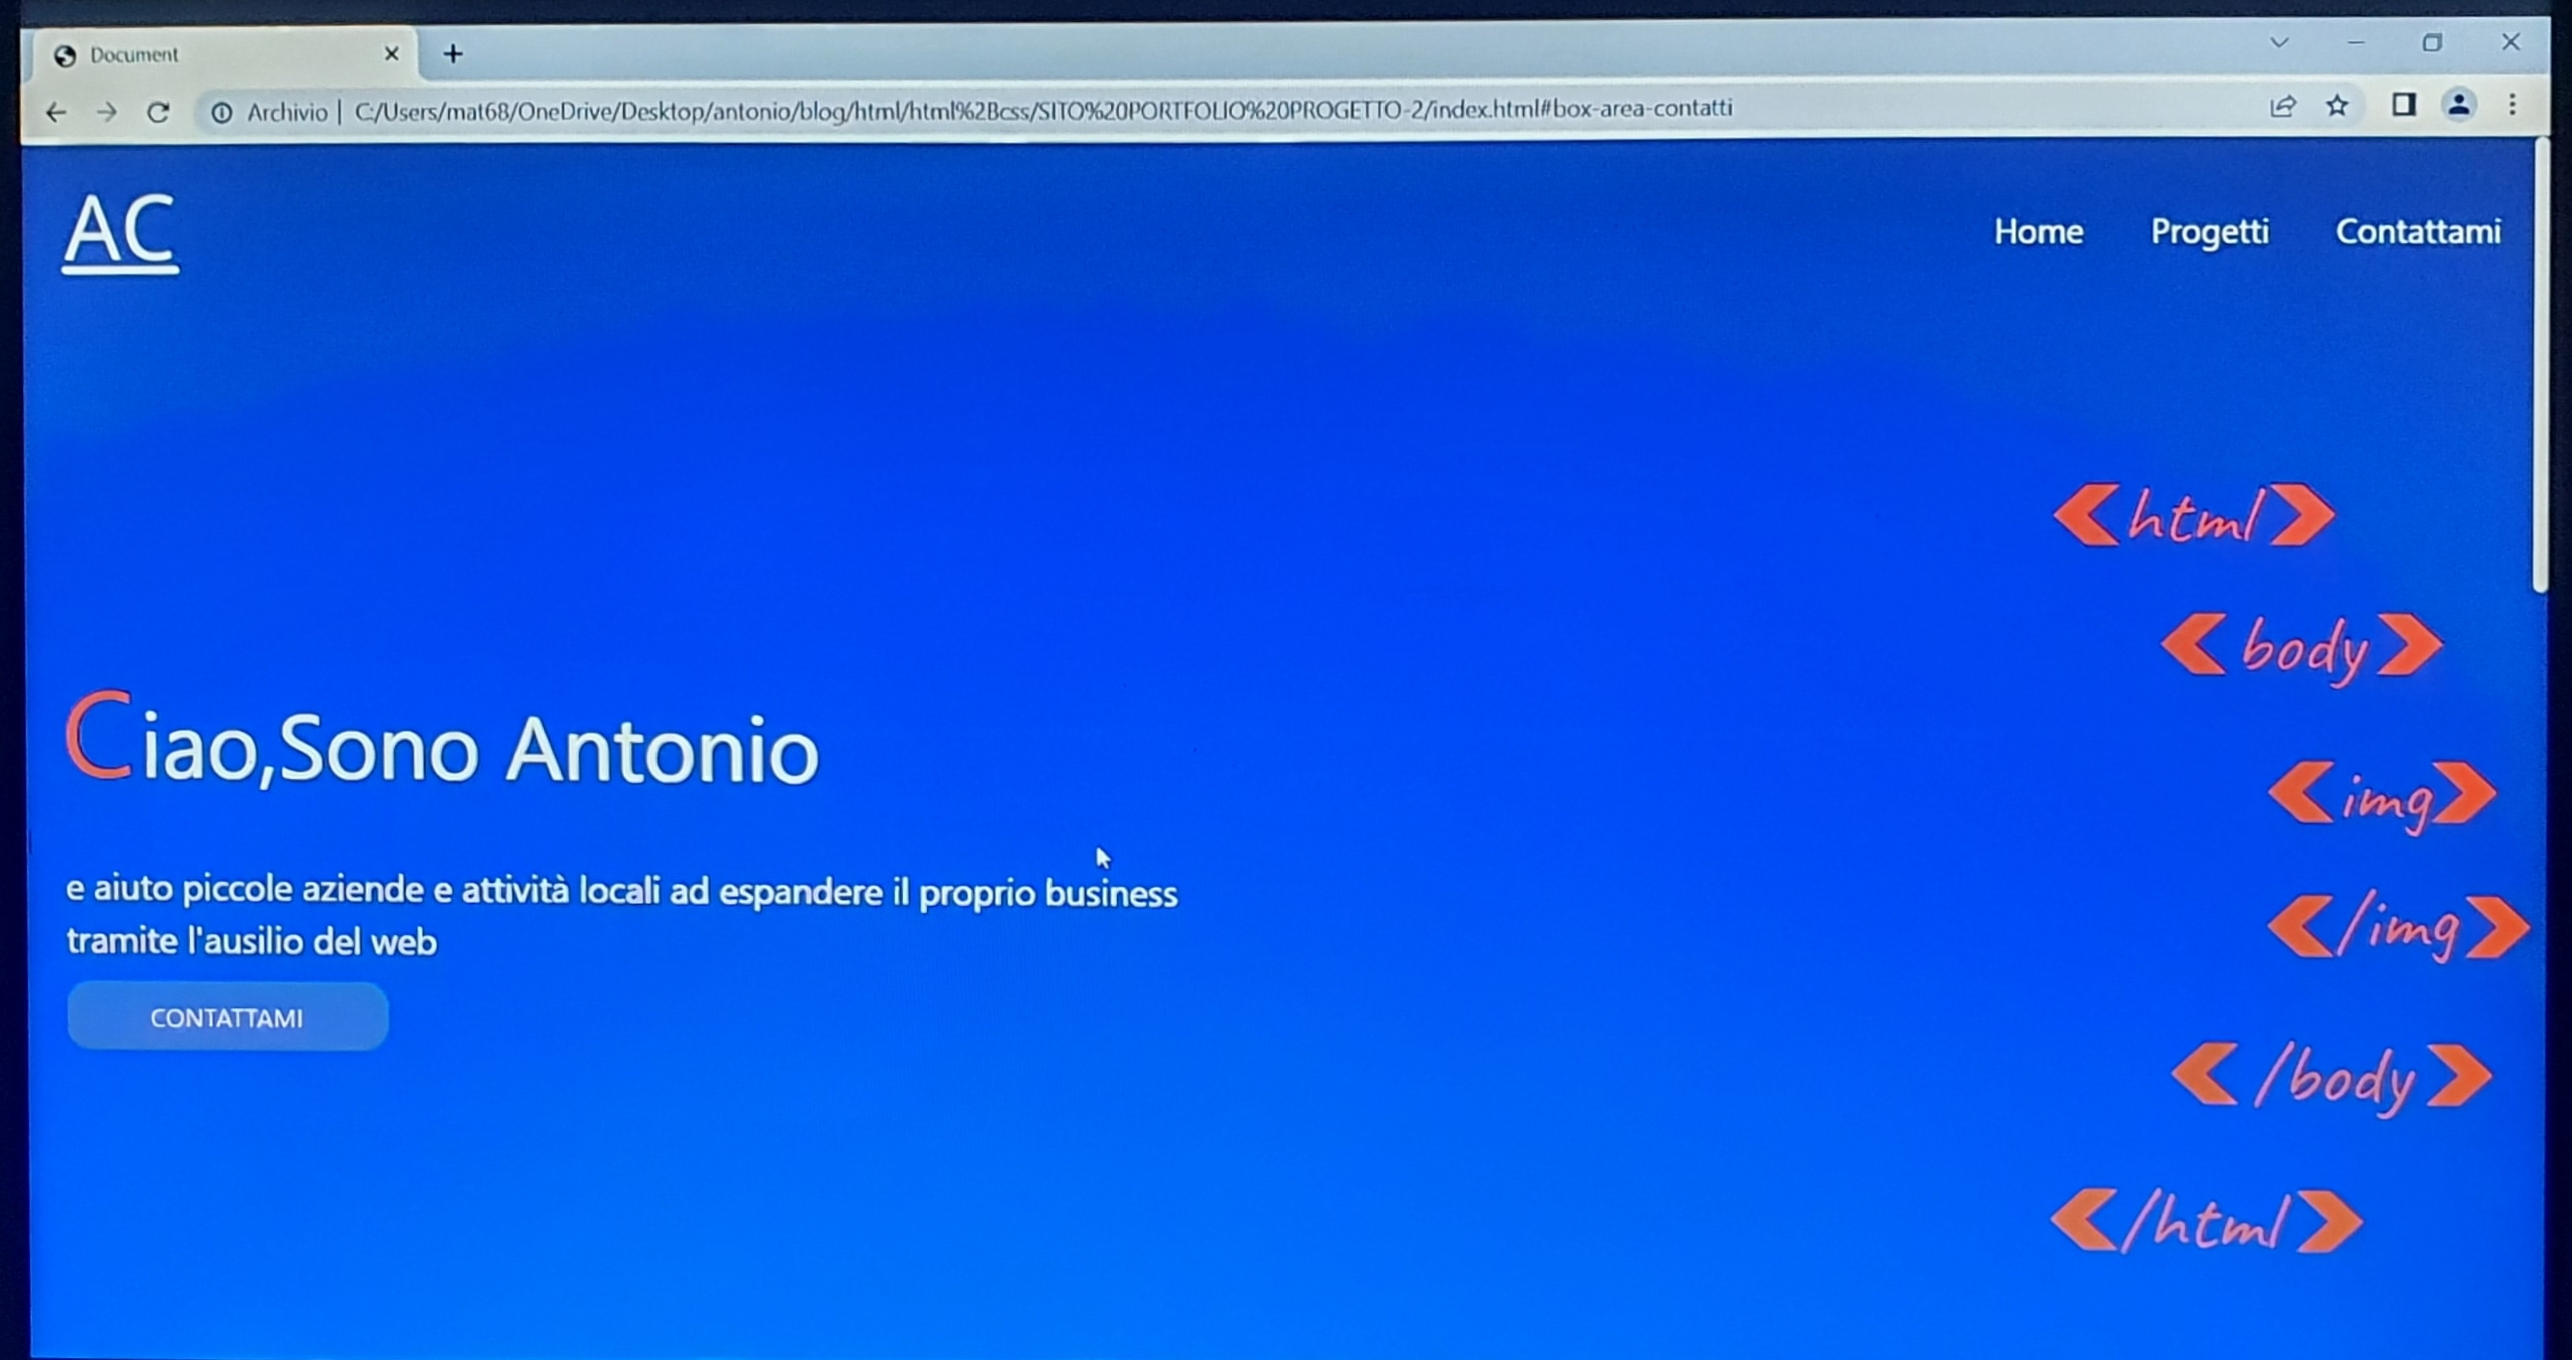 Document
Archivio | C:/Users/mat68/OneDrive/Desktop/antonio/blog/html/html%2Bcss/SITO%20PORTFOLIO%20PROGETTO-2/index.html#box-area-contatti
AC
Home Progetti Contattami
<html>
<body>
<img>
</img>
</body>
</html>
Ciao,Sono Antonio
e aiuto piccole aziende e attività locali ad espandere il proprio business
tramite l'ausilio del web
CONTATTAMI